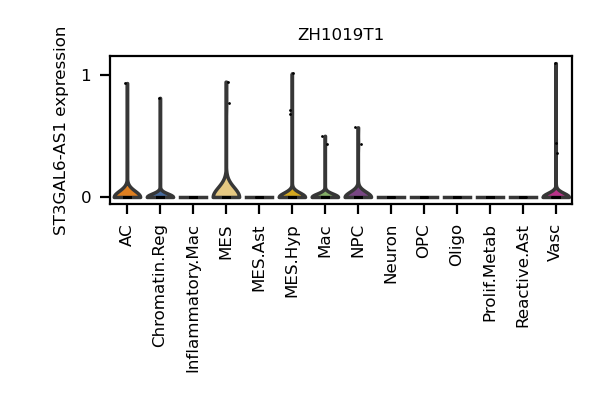 ZH1019T1
ST3GAL6-AS1 expression
1
0
AC
Chromatin.Reg
Inflammatory.Mac
MES
MES.Ast
MES.Hyp
Mac
NPC
Neuron
OPC
Oligo
Prolif.Metab
Reactive.Ast
Vasc